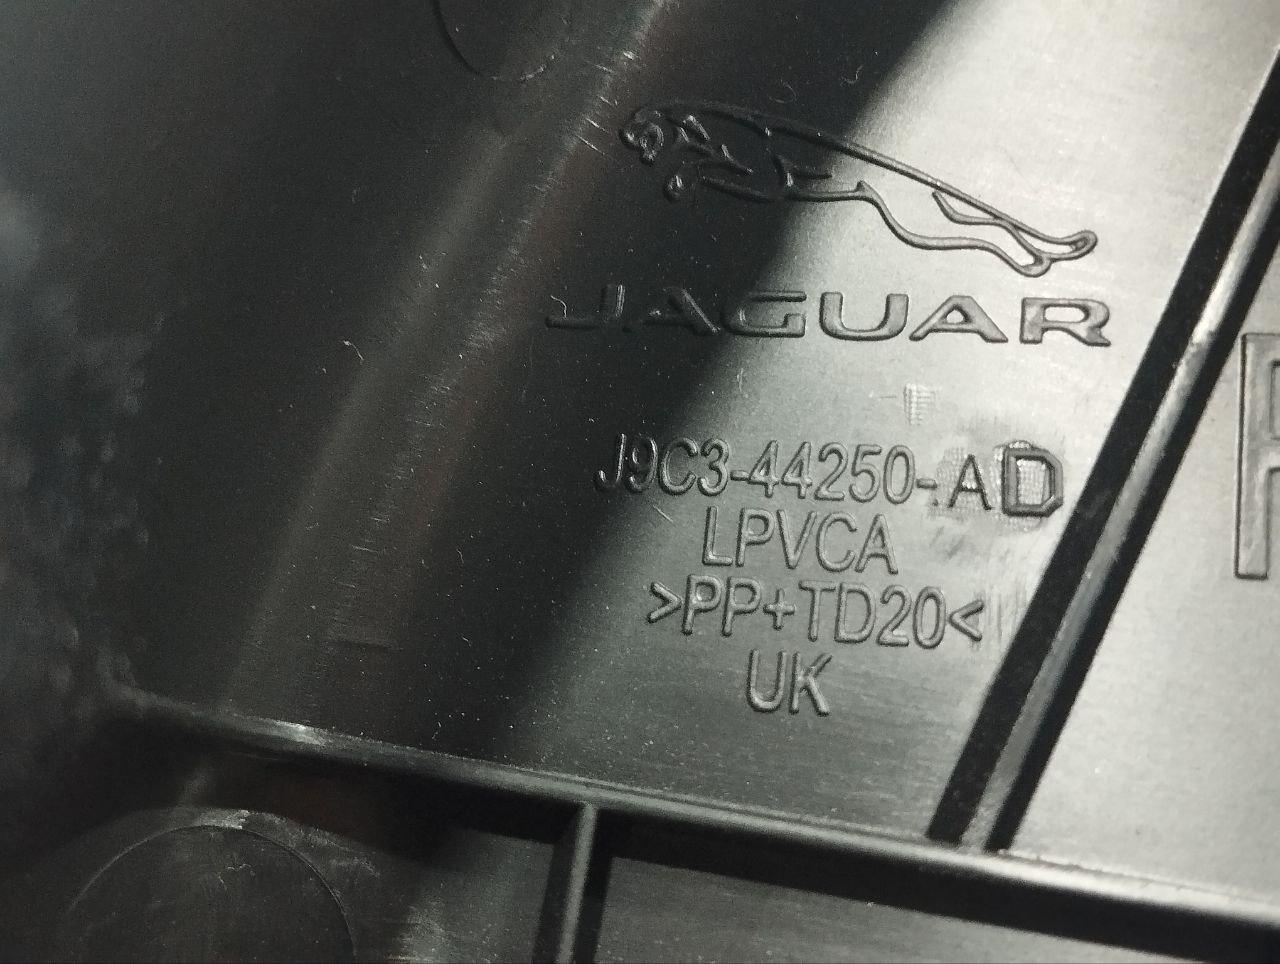 JAGUAR
J9C3-44250-AD
LPVCA
>PP+TD20<
UK